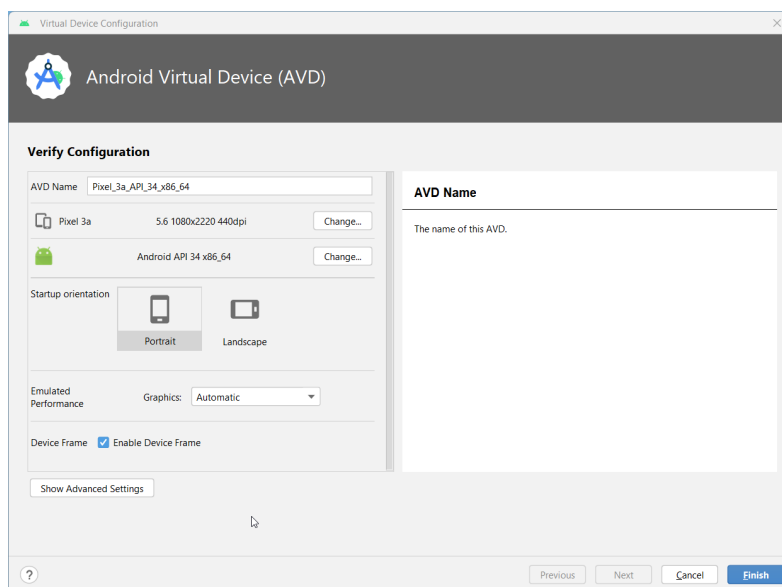 Virtual Device Configuration
Android Virtual Device (AVD)
Verify Configuration
AVD Name Pixel_3a_API_34_x86_64
Pixel 3a 5.6 1080x2220 440dpi Change...
Android API 34 x86_64 Change...
Startup orientation
Portrait Landscape
Emulated
Performance
Graphics: Automatic
Device Frame Enable Device Frame
Show Advanced Settings
AVD Name
The name of this AVD.
? Previous Next Cancel Finish